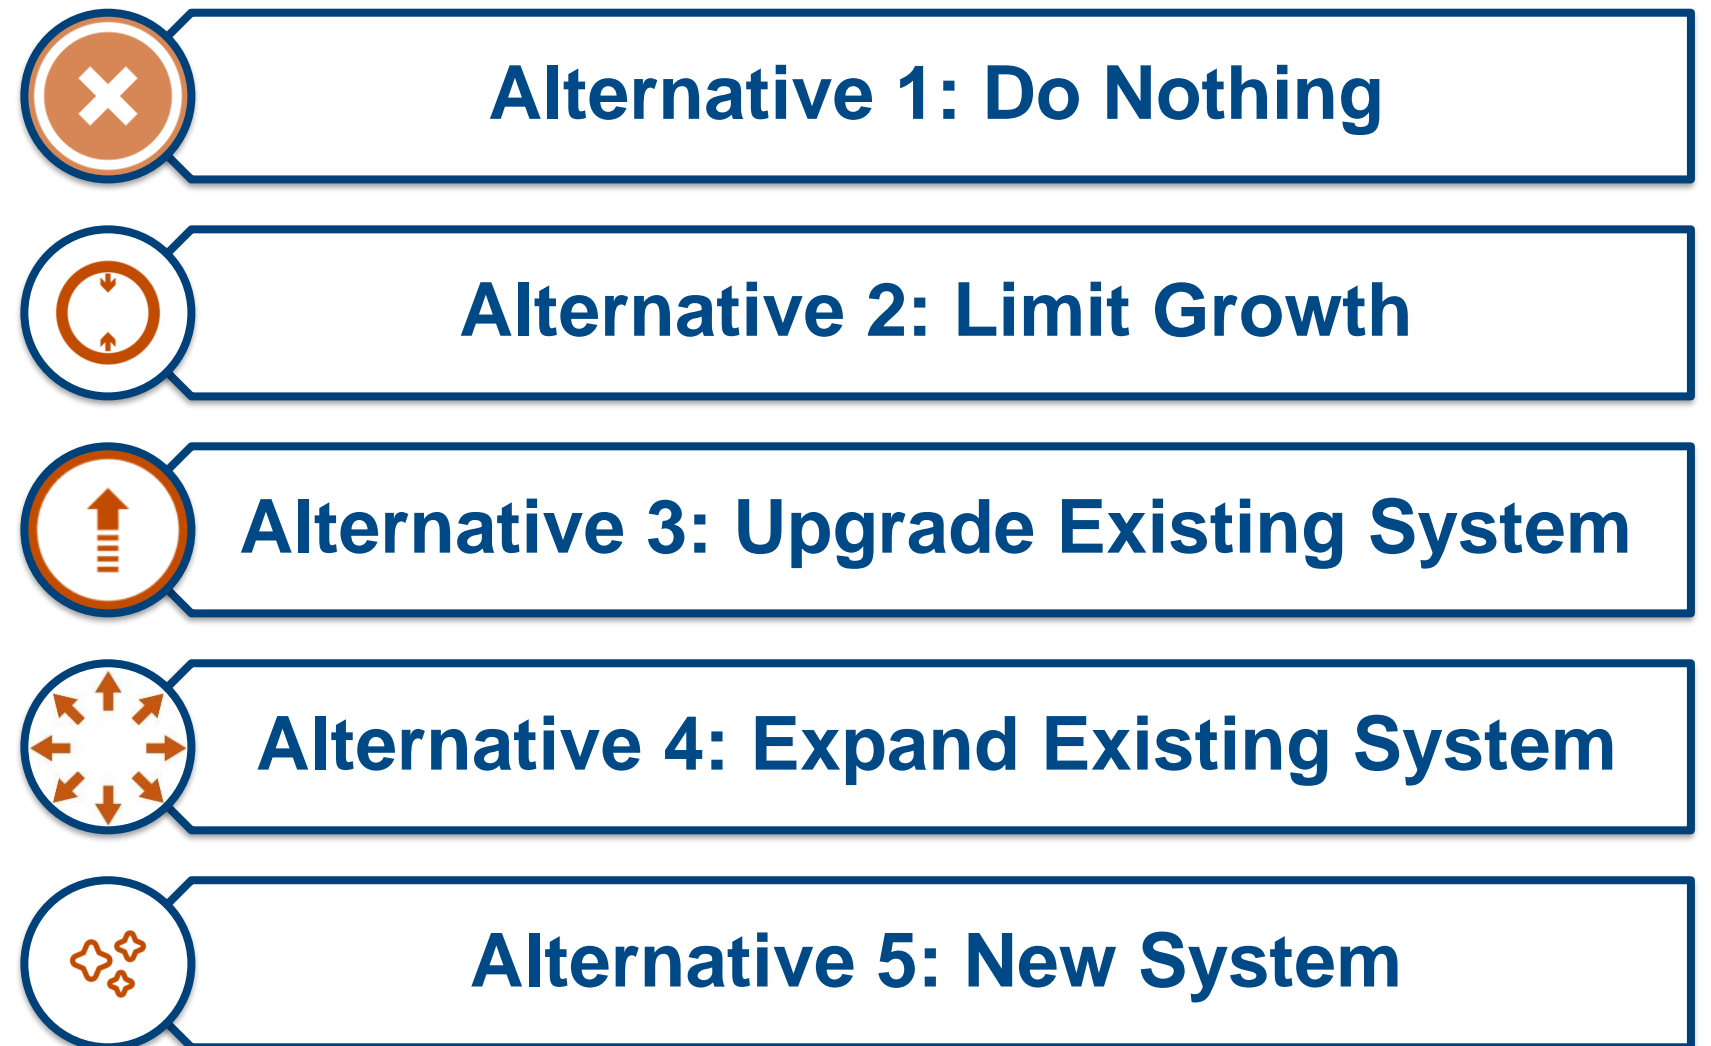 Alternative 1: Do Nothing
Alternative 2: Limit Growth
Alternative 3: Upgrade Existing System
Alternative 4: Expand Existing System
Alternative 5: New System